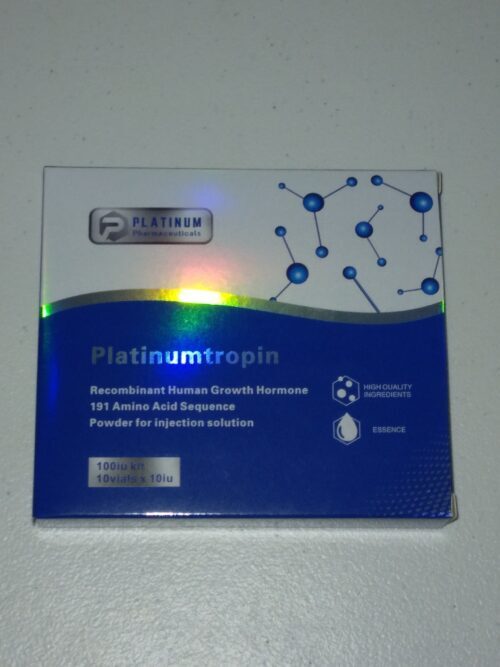 PLATINUM
Pharmaceuticals
Platinumtropin
Recombinant Human Growth Hormone
191 Amino Acid Sequence
Powder for injection solution
HIGH QUALITY
INGREDIENTS
ESSENCE
100iu kit
10vials x 10iu